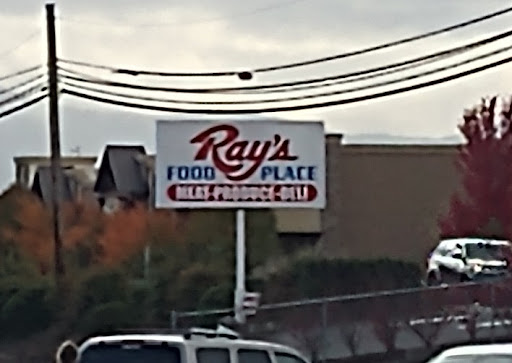 Ray's
FOOD PLACE
MEAT-PRODUCE-DELI